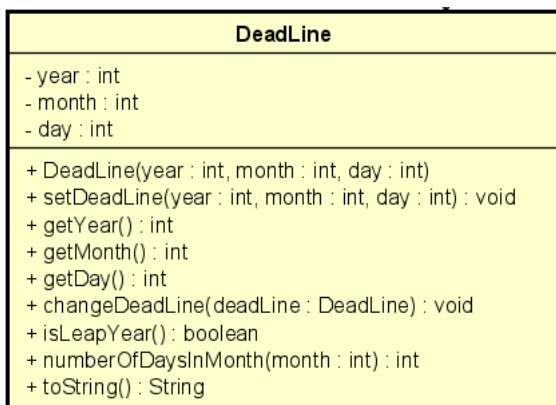 DeadLine
- year : int
- month : int
- day : int
+ DeadLine(year : int, month : int, day : int)
+ setDeadLine(year : int, month : int, day : int) : void
+ getYear() : int
+ getMonth() : int
+ getDay() : int
+ changeDeadLine(deadLine : DeadLine) : void
+ isLeapYear() : boolean
+ numberOfDaysInMonth(month : int) : int
+ toString() : String